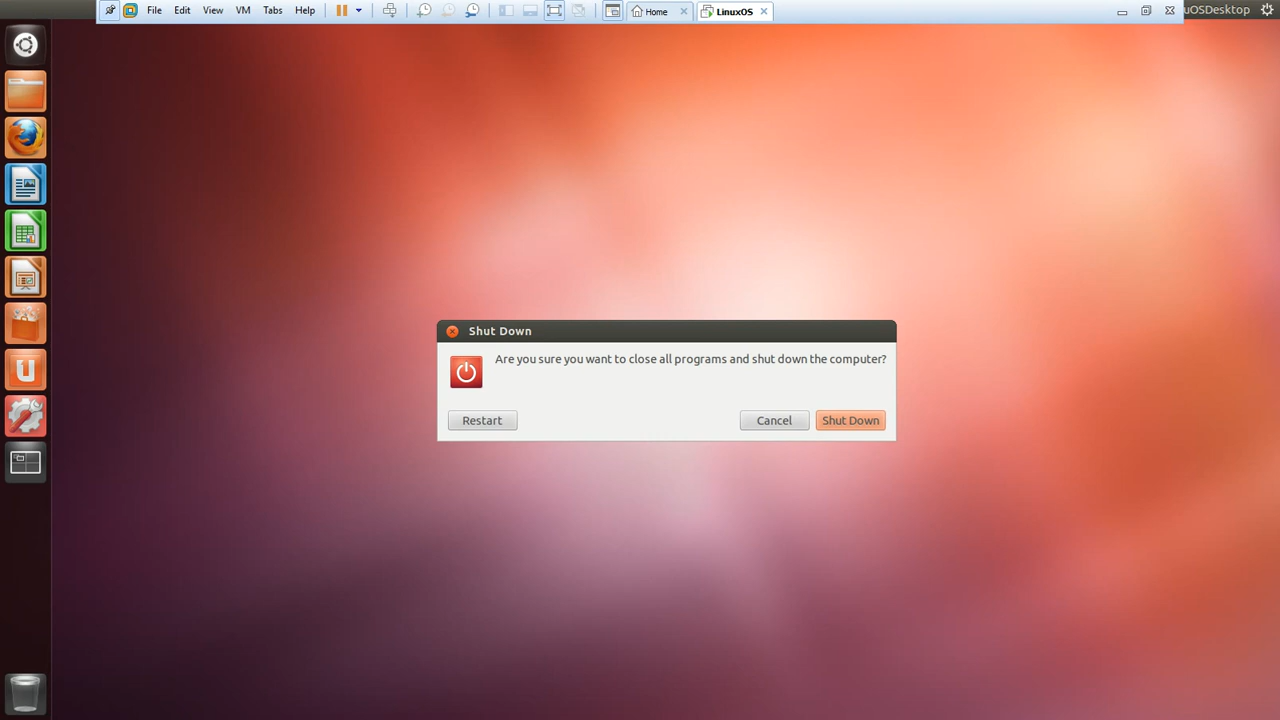 File Edit View VM Tabs Help Home LinuxOS uOSDesktop
Shut Down
Are you sure you want to close all programs and shut down the computer?
Restart Cancel Shut Down